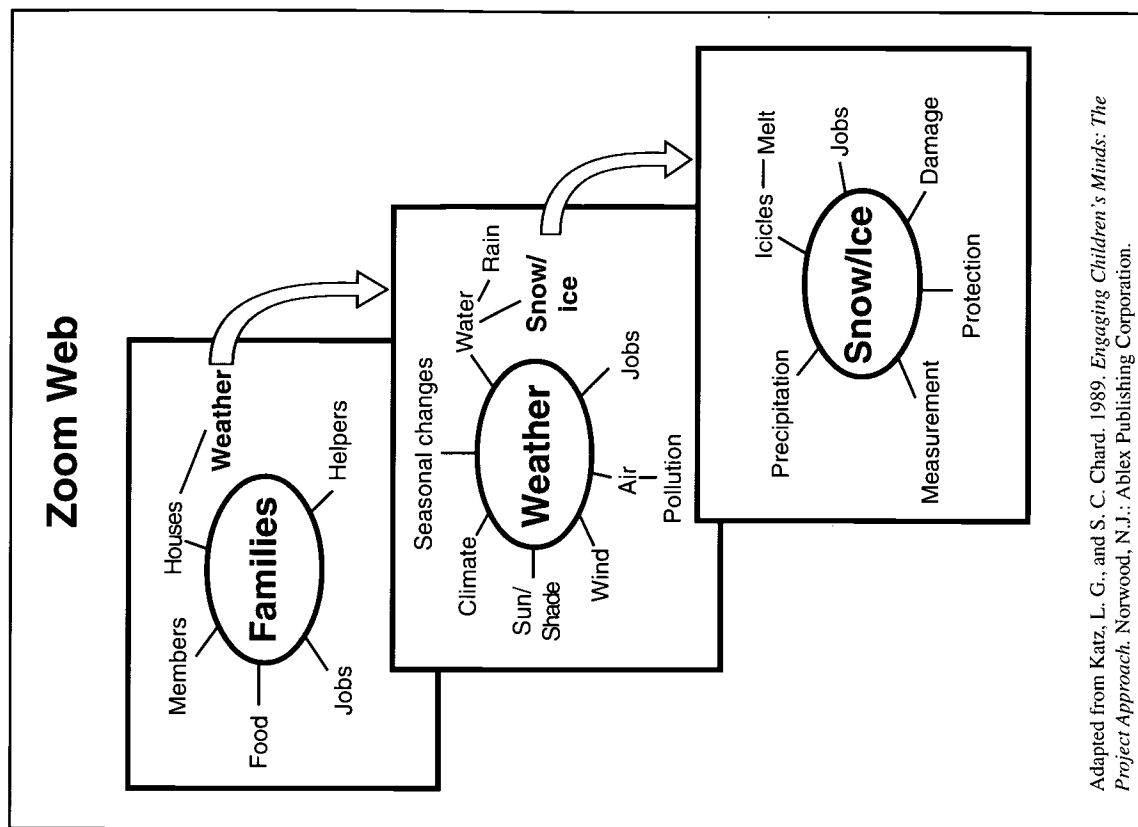 Zoom Web
Members
Houses
Weather
Food
Families
Helpers
Jobs
Seasonal changes
Climate
Water
Rain
Snow/
ice
Sun/
Shade
Weather
Wind
Air
Pollution
Jobs
Precipitation
Icicles
Melt
Snow/Ice
Jobs
Measurement
Protection
Damage
Adapted from Katz, L. G., and S. C. Chard. 1989. Engaging Children's Minds: The
Project Approach. Norwood, N.J.: Ablex Publishing Corporation.